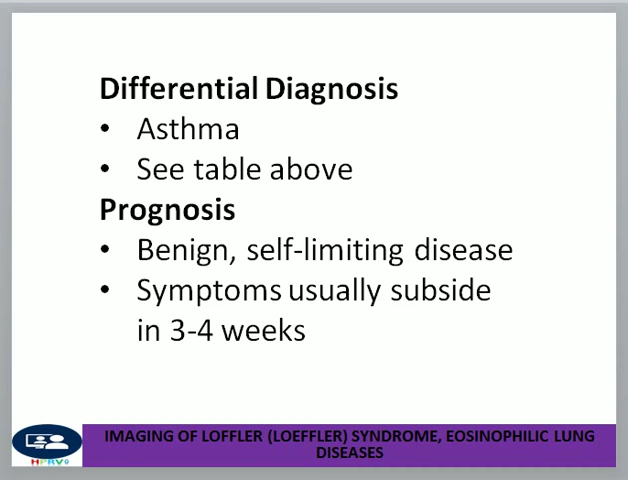 Differential Diagnosis
• Asthma
• See table above
Prognosis
• Benign, self-limiting disease
• Symptoms usually subside
in 3-4 weeks
IMAGING OF LOFFLER (LOEFFLER) SYNDROME, EOSINOPHILIC LUNG
DISEASES
HPRV